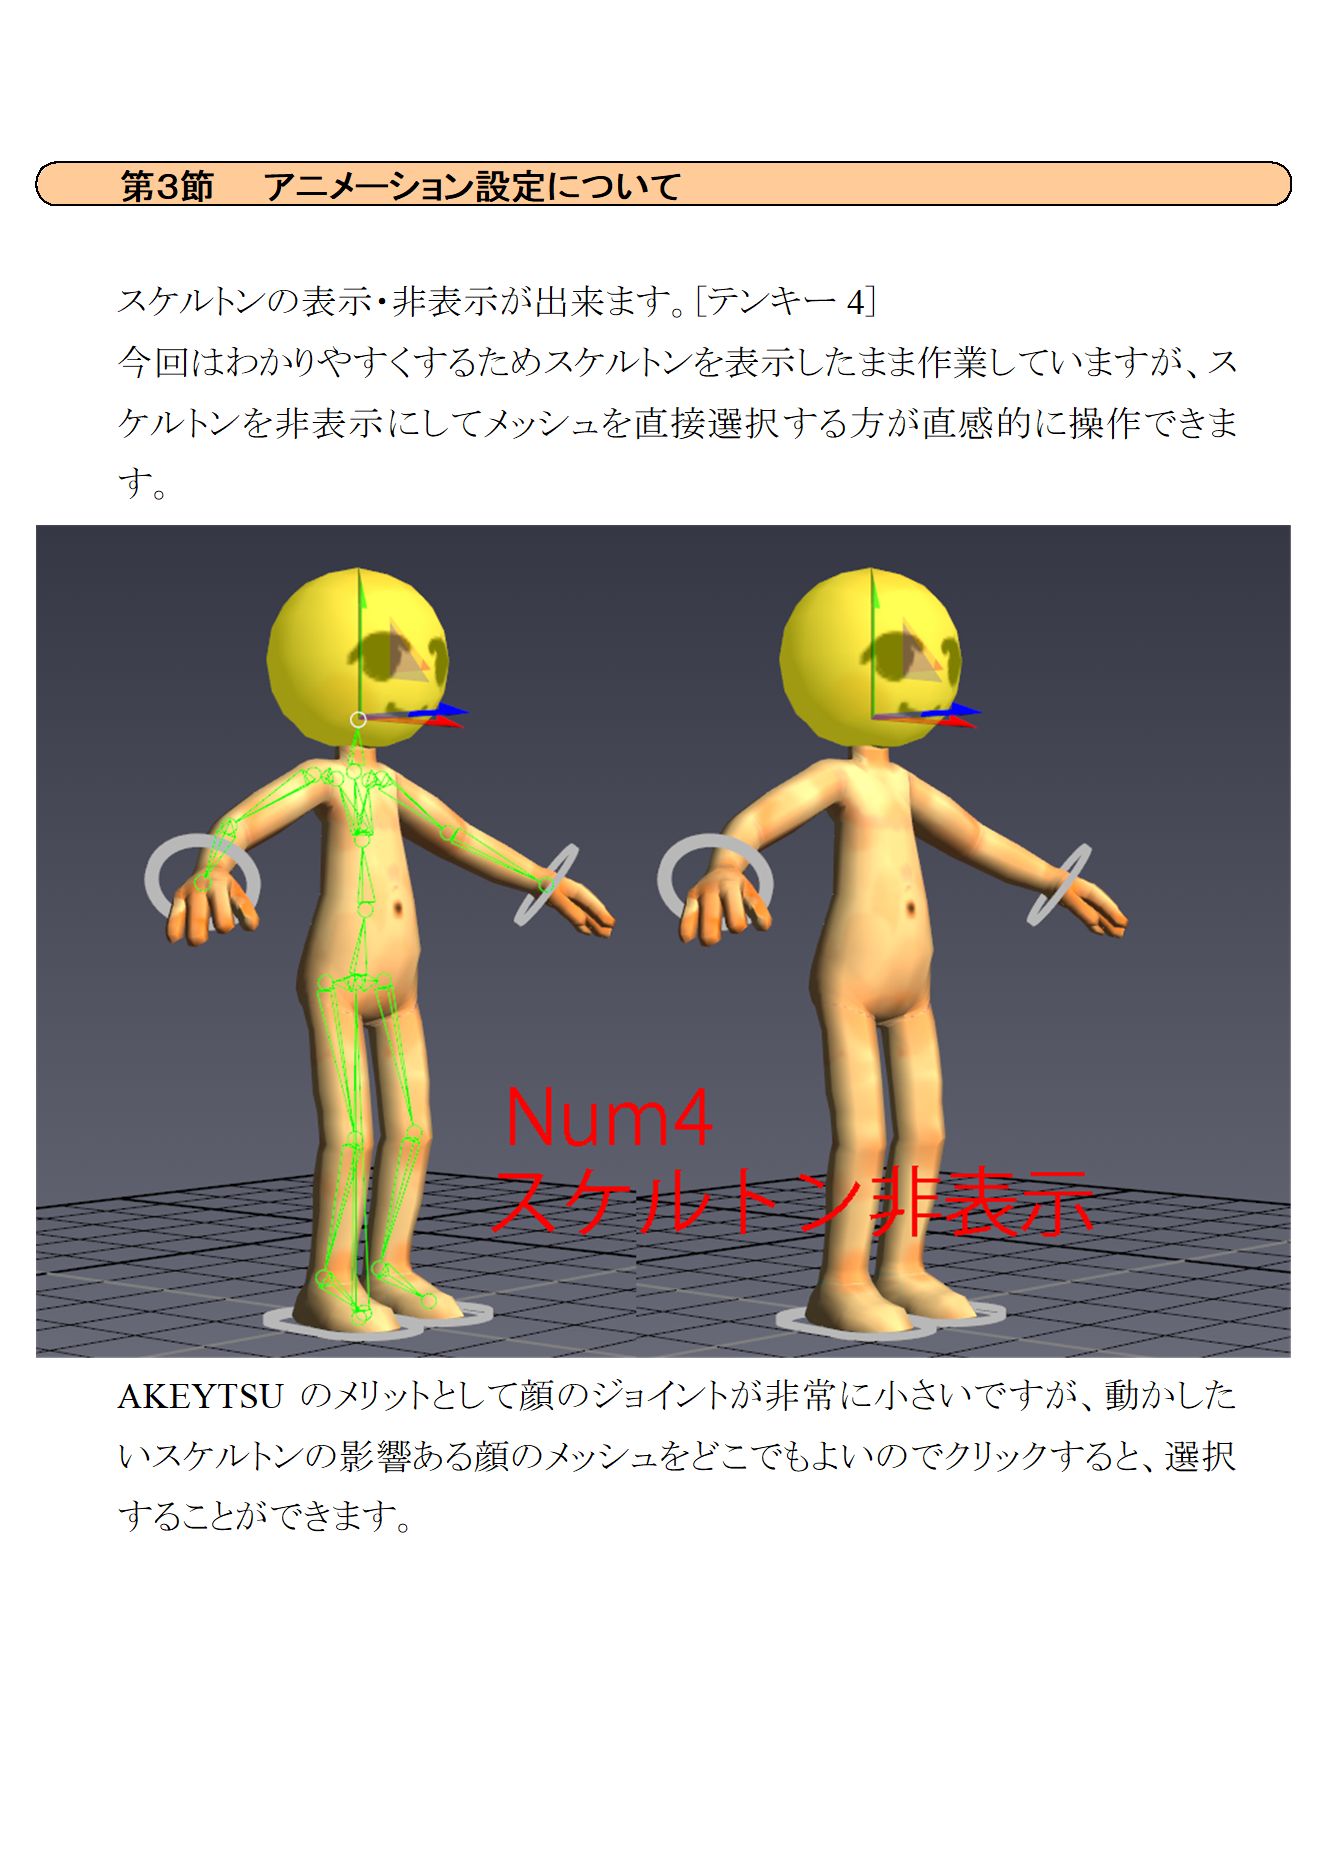 第3節　アニメーション設定について
スケルトンの表示・非表示が出来ます。[テンキー 4]
今回はわかりやすくするためスケルトンを表示したまま作業していますが、ス
ケルトンを非表示にしてメッシュを直接選択する方が直感的に操作できま
す。
Num4
スケルトン非表示
AKEYTSU のメリットとして顔のジョイントが非常に小さいですが、動かした
いスケルトンの影響ある顔のメッシュをどこでもよいのでクリックすると、選択
することができます。